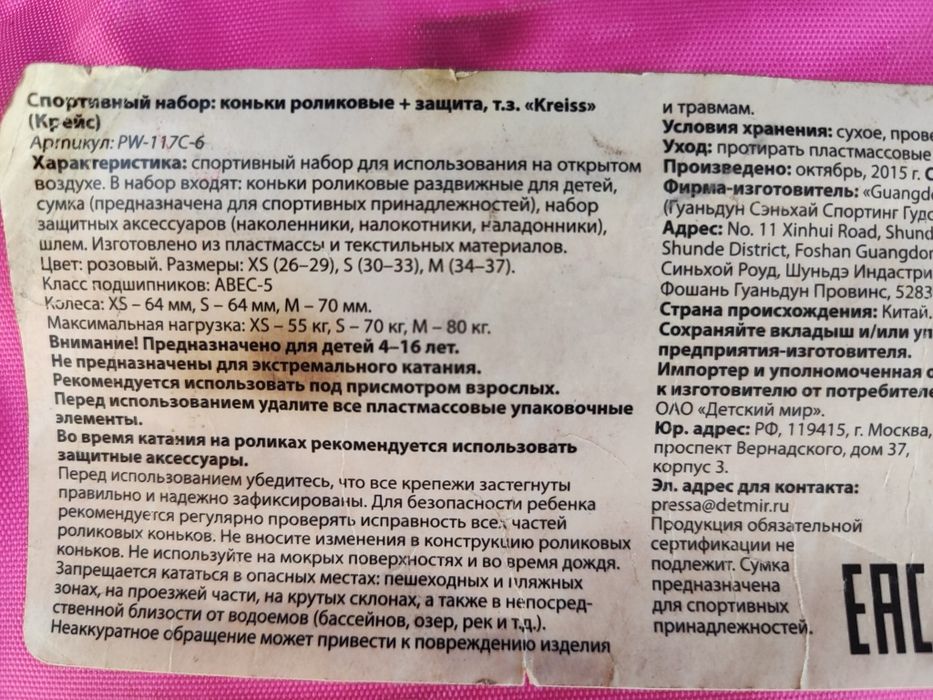 Спортивный набор: коньки роликовые + защита, т.з. «Kreiss»
(Крейс)
Артикул: PW-117C-6
Характеристика: спортивный набор для использования на открытом
воздухе. В набор входят: коньки роликовые раздвижные для детей,
сумка (предназначена для спортивных принадлежностей), набор
защитных аксессуаров (наколенники, налокотники, наладонники),
шлем. Изготовлено из пластмассы и текстильных материалов.
Цвет: розовый. Размеры: XS (26–29), S (30–33), M (34–37).
Класс подшипников: ABEC-5
Колеса: XS – 64 мм, S – 64 мм, M – 70 мм.
Максимальная нагрузка: XS – 55 кг, S – 70 кг, M – 80 кг.
Внимание! Предназначено для детей 4–16 лет.
Не предназначены для экстремального катания.
Рекомендуется использовать под присмотром взрослых.
Перед использованием удалите все пластмассовые упаковочные
элементы.
Во время катания на роликах рекомендуется использовать
защитные аксессуары.
Перед использованием убедитесь, что все крепежи застегнуты
правильно и надежно зафиксированы. Для безопасности ребенка
рекомендуется регулярно проверять исправность всех частей
роликовых коньков. Не вносите изменения в конструкцию роликовых
коньков. Не используйте на мокрых поверхностях и во время дождя.
Запрещается кататься в опасных местах: пешеходных и пляжных
зонах, на проезжей части, на крутых склонах, а также в непосред-
ственной близости от водоемов (бассейнов, озер, рек и т.д.).
Неаккуратное обращение может привести к повреждению изделия
и травмам.
Условия хранения: сухое, прове
Уход: протирать пластмассовые
Произведено: октябрь, 2015 г. С
Фирма-изготовитель: «Guangdo
(Гуаньдун Сэньхай Спортинг Гудс
Адрес: No. 11 Xinhui Road, Shund
Shunde District, Foshan Guangdon
Синьхой Роуд, Шуньдэ Индастри
Фошань Гуаньдун Провинс, 5283
Страна происхождения: Китай.
Сохраняйте вкладыш и/или уп
предприятия-изготовителя.
Импортер и уполномоченная о
к изготовителю от потребителе
ОАО «Детский мир».
Юр. адрес: РФ, 119415, г. Москва,
проспект Вернадского, дом 37,
корпус 3.
Эл. адрес для контакта:
pressa@detmir.ru
Продукция обязательной
сертификации не
подлежит. Сумка
предназначена
для спортивных
принадлежностей.
EAC